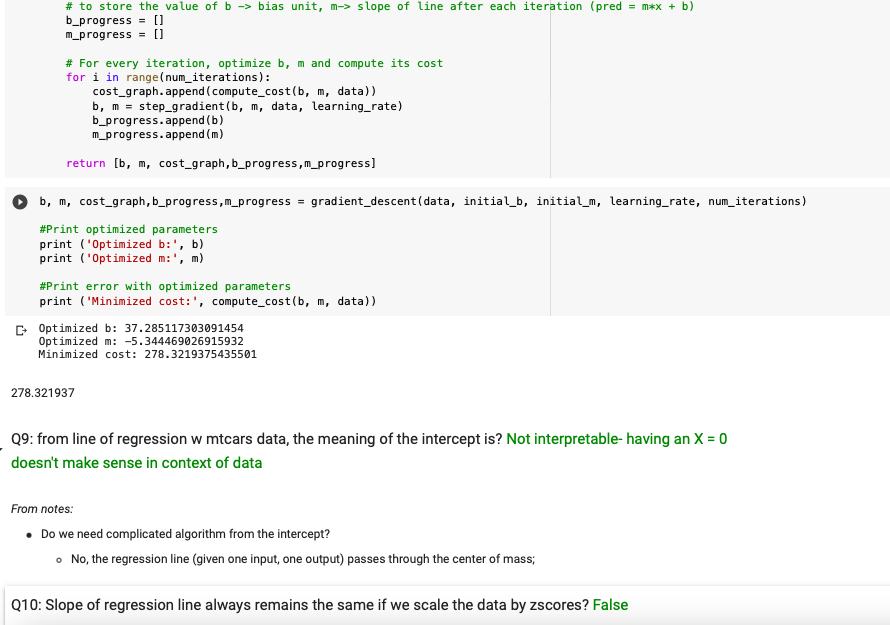 # to store the value of b -> bias unit, m-> slope of line after each iteration (pred = m*x + b)
b_progress = []
m_progress = []
# For every iteration, optimize b, m and compute its cost
for i in range(num_iterations):
cost_graph.append(compute_cost(b, m, data))
b, m = step_gradient(b, m, data, learning_rate)
b_progress.append(b)
m_progress.append(m)
return [b, m, cost_graph,b_progress,m_progress]
b, m, cost_graph,b_progress,m_progress = gradient_descent(data, initial_b, initial_m, learning_rate, num_iterations)
#Print optimized parameters
print ('Optimized b:', b)
print ('Optimized m:', m)
#Print error with optimized parameters
print ('Minimized cost:', compute_cost(b, m, data))
Optimized b: 37.285117303091454
Optimized m: -5.344469026915932
Minimized cost: 278.3219375435501
278.321937
Q9: from line of regression w mtcars data, the meaning of the intercept is? Not interpretable- having an X = 0
doesn't make sense in context of data
From notes:
• Do we need complicated algorithm from the intercept?
○ No, the regression line (given one input, one output) passes through the center of mass;
Q10: Slope of regression line always remains the same if we scale the data by zscores? False